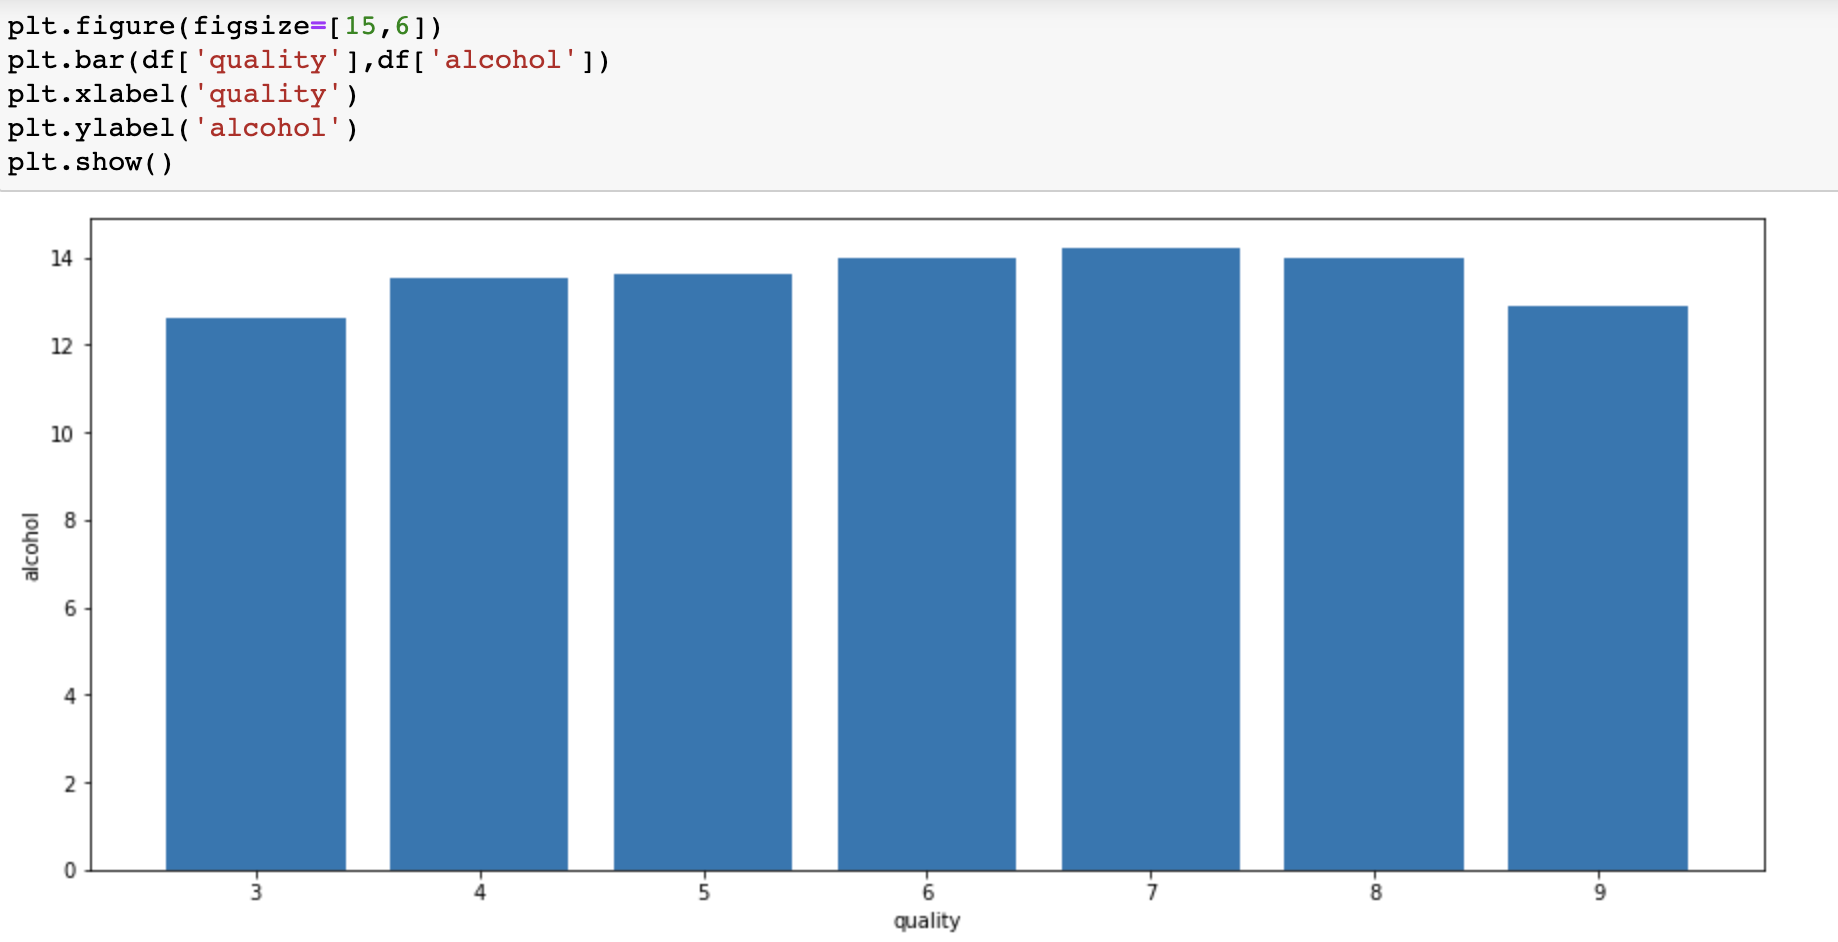 plt.figure(figsize=[15,6])
plt.bar(df['quality'],df['alcohol'])
plt.xlabel('quality')
plt.ylabel('alcohol')
plt.show()
14
12
10
8
6
4
2
0
alcohol
3 4 5 6 7 8 9
quality